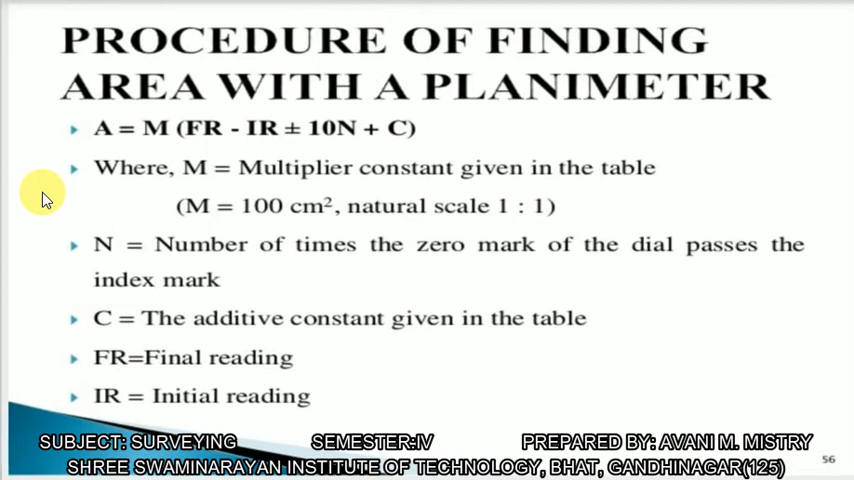 PROCEDURE OF FINDING
AREA WITH A PLANIMETER
A = M (FR - IR ± 10N + C)
Where, M = Multiplier constant given in the table
(M = 100 cm², natural scale 1 : 1)
N = Number of times the zero mark of the dial passes the
index mark
C = The additive constant given in the table
FR=Final reading
IR = Initial reading
SUBJECT: SURVEYING SEMESTER:IV PREPARED BY: AVANI M. MISTRY
SHREE SWAMINARAYAN INSTITUTE OF TECHNOLOGY, BHAT, GANDHINAGAR(125)
56